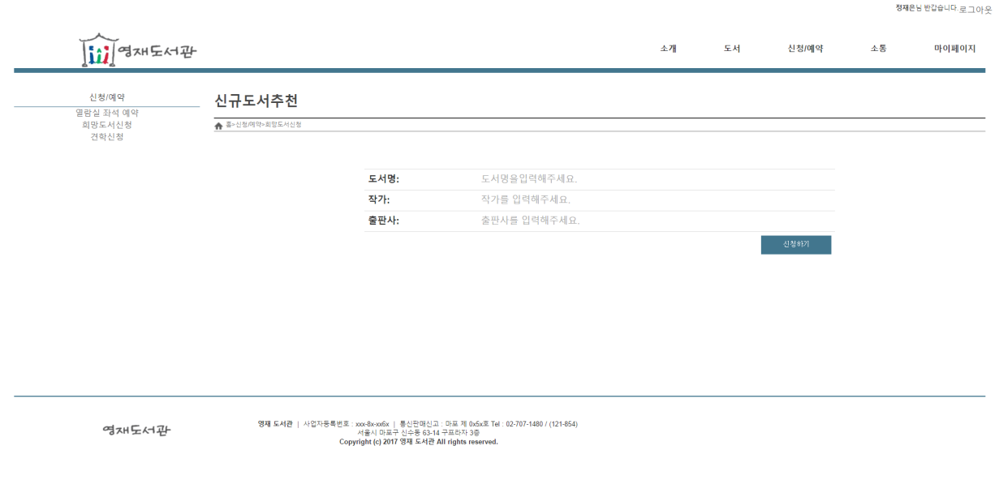 정재은님 반갑습니다.로그아웃
영재도서관
소개 도서 신청/예약 소통 마이페이지
신청/예약
열람실 좌석 예약
희망도서신청
견학신청
신규도서추천
홈>신청/예약>희망도서신청
도서명: 도서명을입력해주세요.
작가: 작가를 입력해주세요.
출판사: 출판사를 입력해주세요.
신청하기
영재도서관
영재 도서관 | 사업자등록번호 : xxx-8x-xx6x | 통신판매신고 : 마포 제 0x5x호 Tel : 02-707-1480 / (121-854)
서울시 마포구 신수동 63-14 구프라자 3층
Copyright (c) 2017 영재 도서관 All rights reserved.